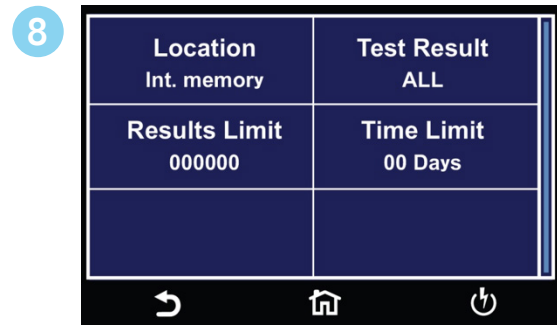 8
Location
Int. memory
Test Result
ALL
Results Limit
000000
Time Limit
00 Days